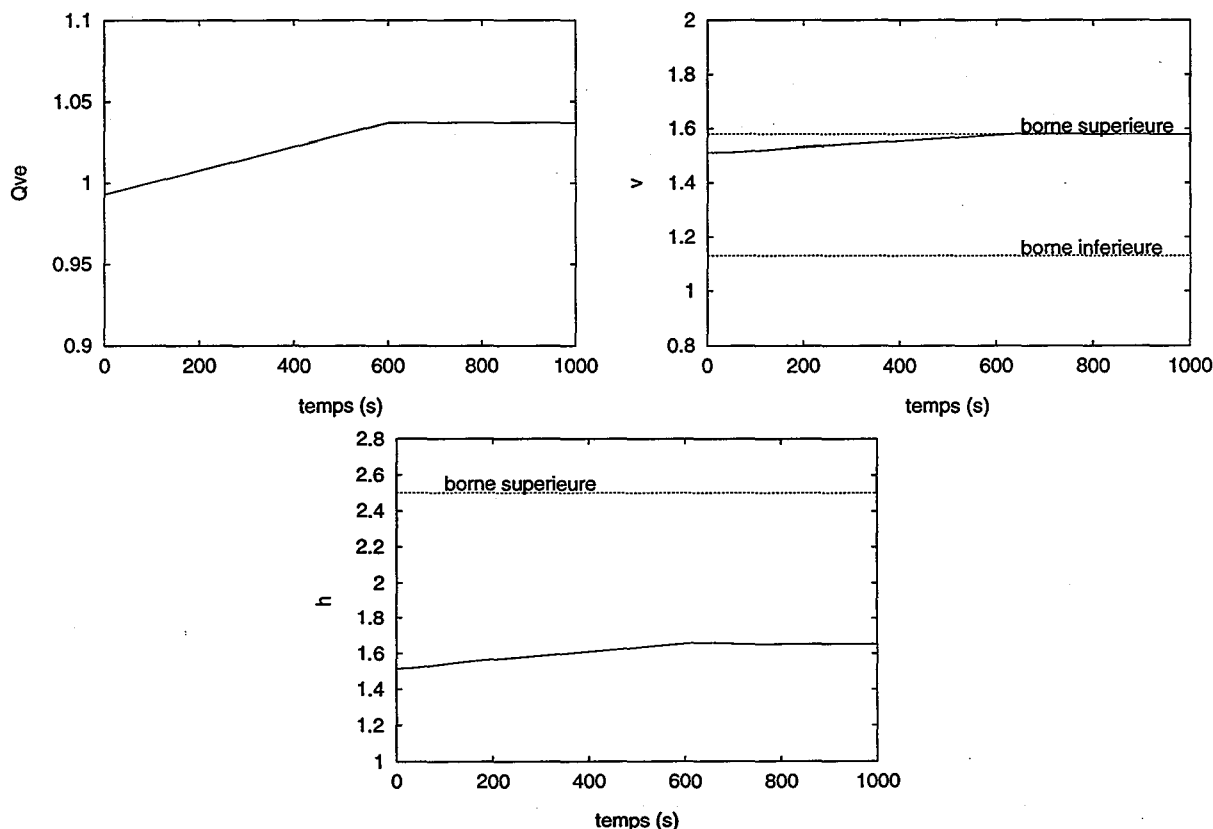 1.1
1.05
1
0.95
0.9
Qve
0 200 400 600 800 1000
temps (s)
2
1.8
1.6
1.4
1.2
1
0.8
v
borne superieure
borne inferieure
0 200 400 600 800 1000
temps (s)
2.8
2.6
2.4
2.2
2
1.8
1.6
1.4
1.2
1
h
borne superieure
0 200 400 600 800 1000
temps (s)